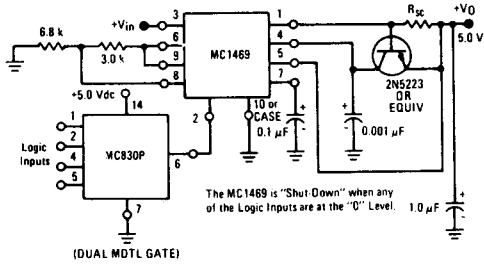 +Vin
3
1
RSC
+VO
5.0 V
6.8 k
3.0 k
6
9
8
MC1469
4
5
7
2N5223
OR
EQUIV
+5.0 Vdc
14
2
10 or
CASE
0.1 µF
+
0.001 µF
+
Logic
Inputs
1
2
4
5
MC830P
6
7
The MC1469 is "Shut-Down" when any
of the Logic Inputs are at the "0" Level.
1.0 µF
+
(DUAL MDTL GATE)